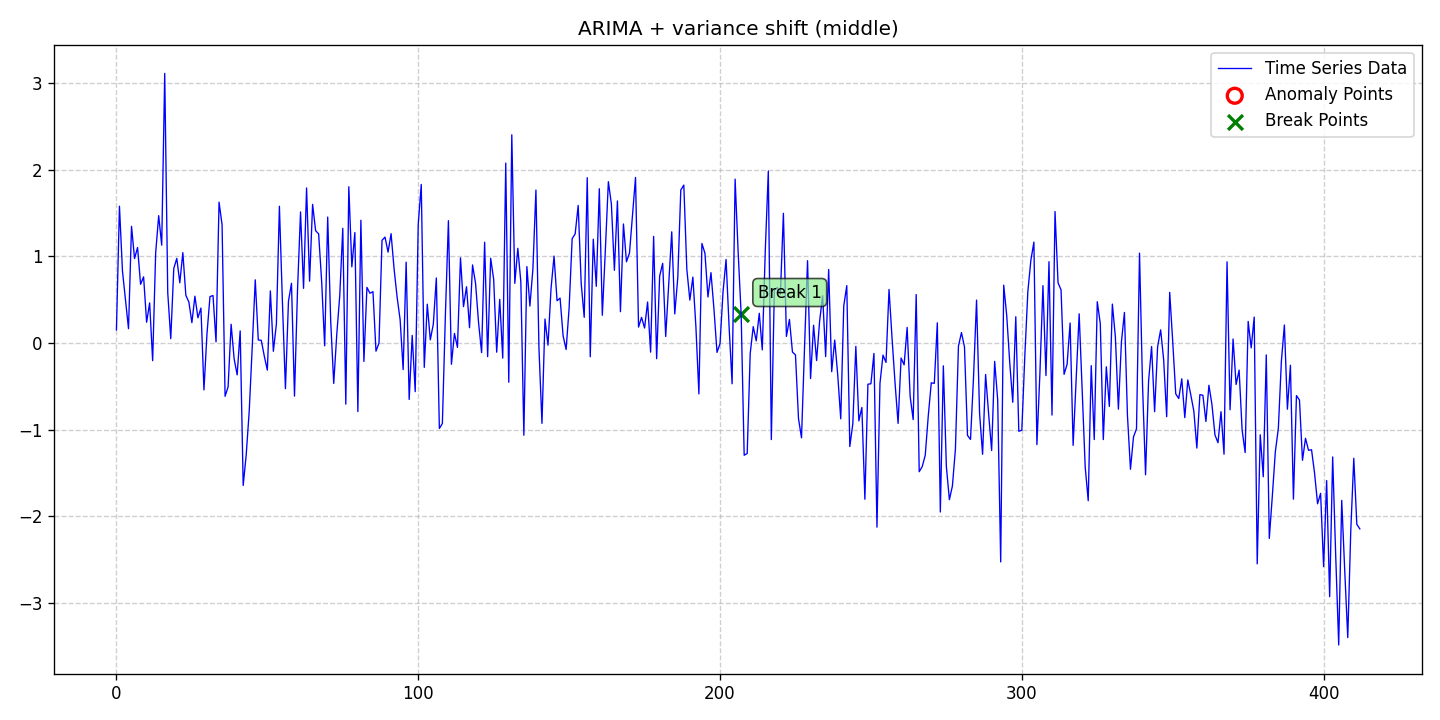 ARIMA + variance shift (middle)
Time Series Data
Anomaly Points
Break Points
Break 1
3
2
1
0
−1
−2
−3
0
100
200
300
400